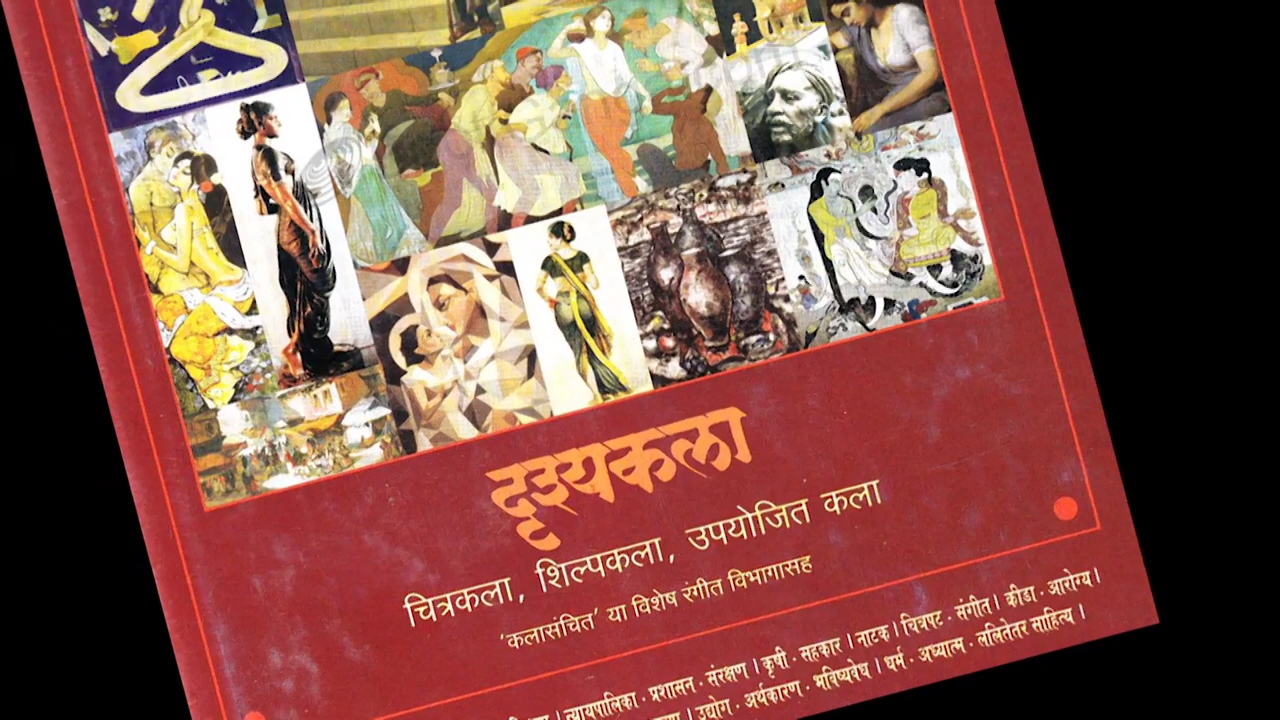 दृश्यकला
चित्रकला, शिल्पकला, उपयोजित कला
‘कलासंचित’ या विशेष रंगीत विभागासह
। न्यायपालिका · प्रशासन · संरक्षण । कृषी · सहकार । नाटक । चित्रपट · संगीत । क्रीडा · आरोग्य ।
। उद्योग · अर्थकारण · भविष्यवेध । धर्म · अध्यात्म · ललितेतर साहित्य ।